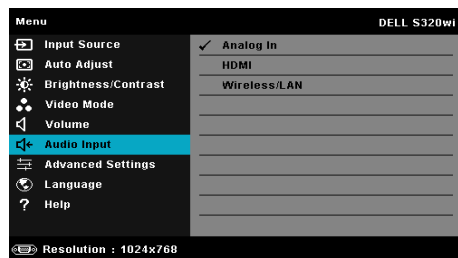 Menu DELL S320wi
Input Source
Auto Adjust
Brightness/Contrast
Video Mode
Volume
Audio Input
Advanced Settings
Language
Help
Analog In
HDMI
Wireless/LAN
Resolution : 1024x768